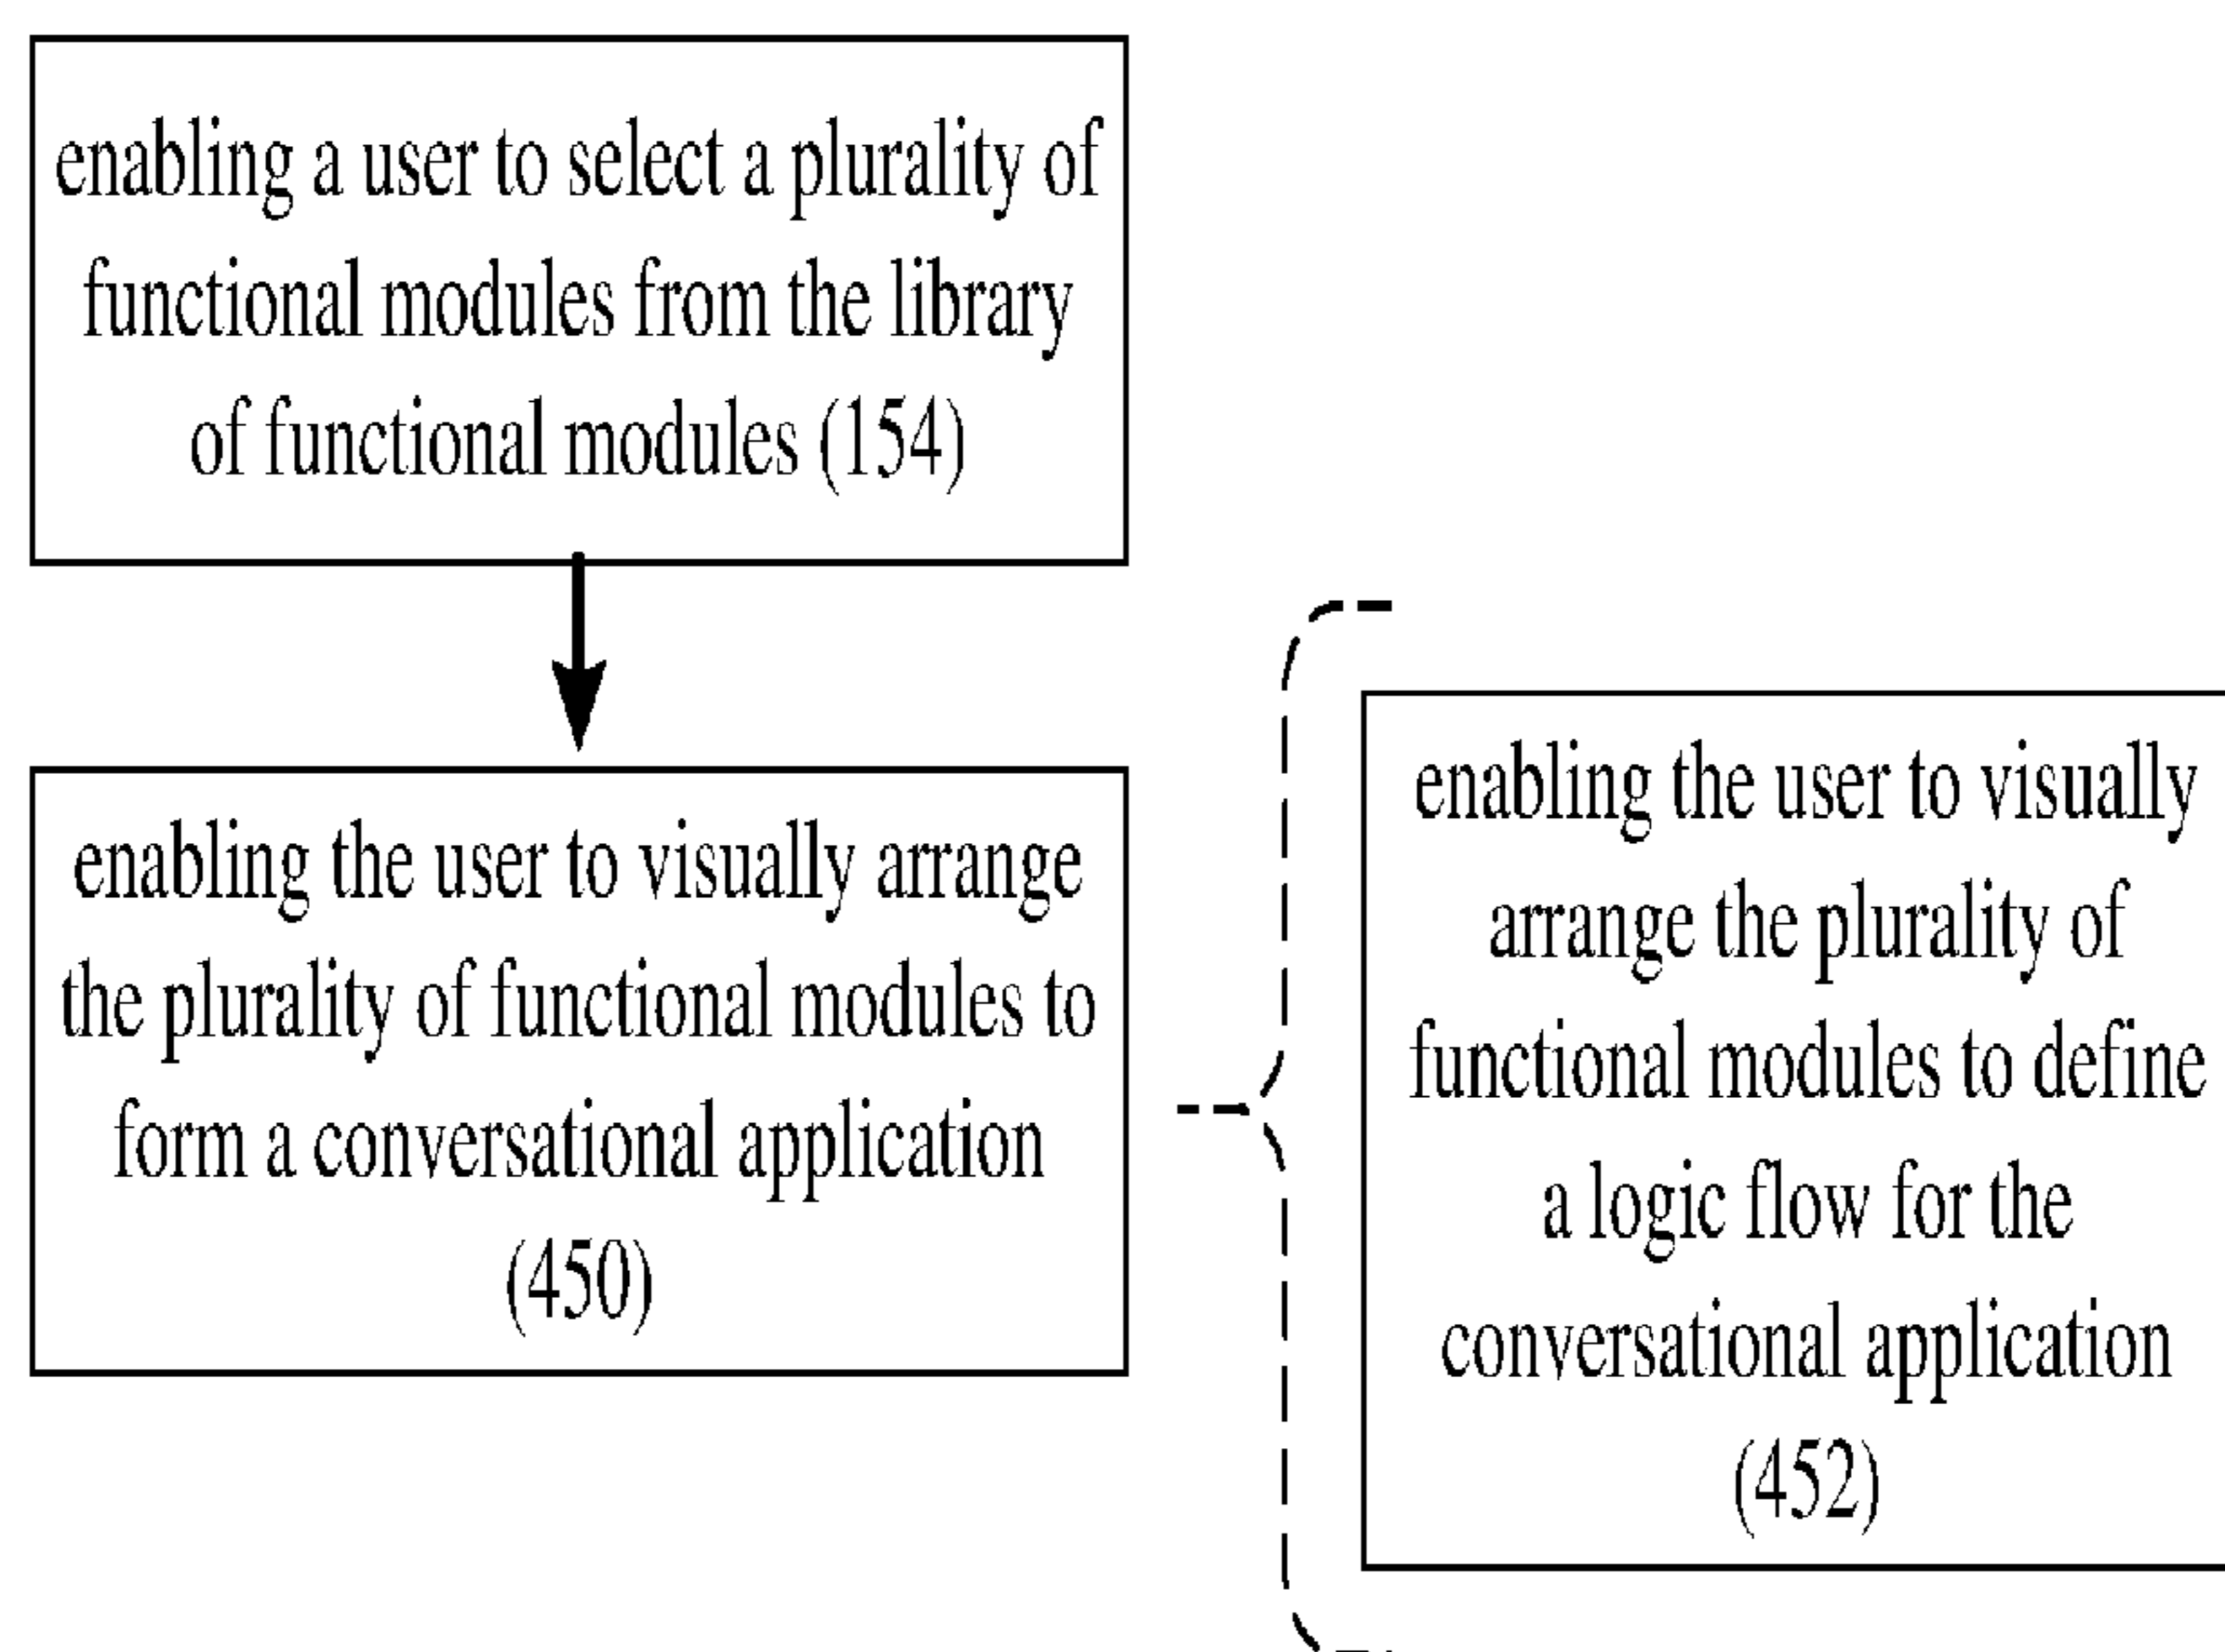 enabling a user to select a plurality of
functional modules from the library
of functional modules (154)
enabling the user to visually arrange
the plurality of functional modules to
form a conversational application
(450)
enabling the user to visually
arrange the plurality of
functional modules to define
a logic flow for the
conversational application
(452)